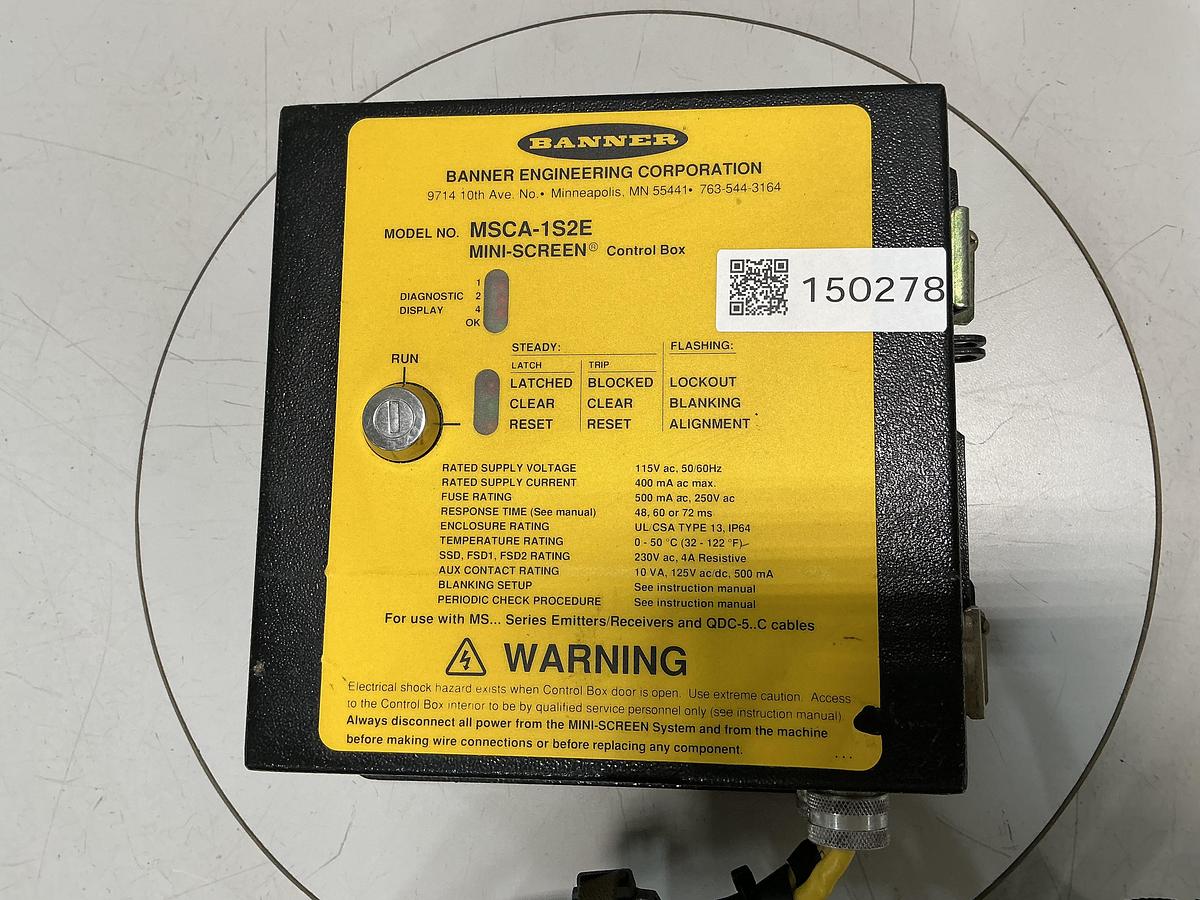 BANNER
BANNER ENGINEERING CORPORATION
9714 10th Ave. No.• Minneapolis, MN 55441• 763-544-3164
MODEL NO. MSCA-1S2E
MINI-SCREEN® Control Box
150278
DIAGNOSTIC DISPLAY
1
2
4
OK
RUN
STEADY: FLASHING:
LATCH TRIP
LATCHED BLOCKED LOCKOUT
CLEAR CLEAR BLANKING
RESET RESET ALIGNMENT
RATED SUPPLY VOLTAGE 115V ac, 50/60Hz
RATED SUPPLY CURRENT 400 mA ac max.
FUSE RATING 500 mA ac, 250V ac
RESPONSE TIME (See manual) 48, 60 or 72 ms
ENCLOSURE RATING UL/CSA TYPE 13, IP64
TEMPERATURE RATING 0 - 50 °C (32 - 122 °F)
SSD, FSD1, FSD2 RATING 230V ac, 4A Resistive
AUX CONTACT RATING 10 VA, 125V ac/dc, 500 mA
BLANKING SETUP See instruction manual
PERIODIC CHECK PROCEDURE See instruction manual
For use with MS... Series Emitters/Receivers and QDC-5..C cables
WARNING
Electrical shock hazard exists when Control Box door is open. Use extreme caution. Access
to the Control Box interior to be by qualified service personnel only (see instruction manual).
Always disconnect all power from the MINI-SCREEN System and from the machine
before making wire connections or before replacing any component.